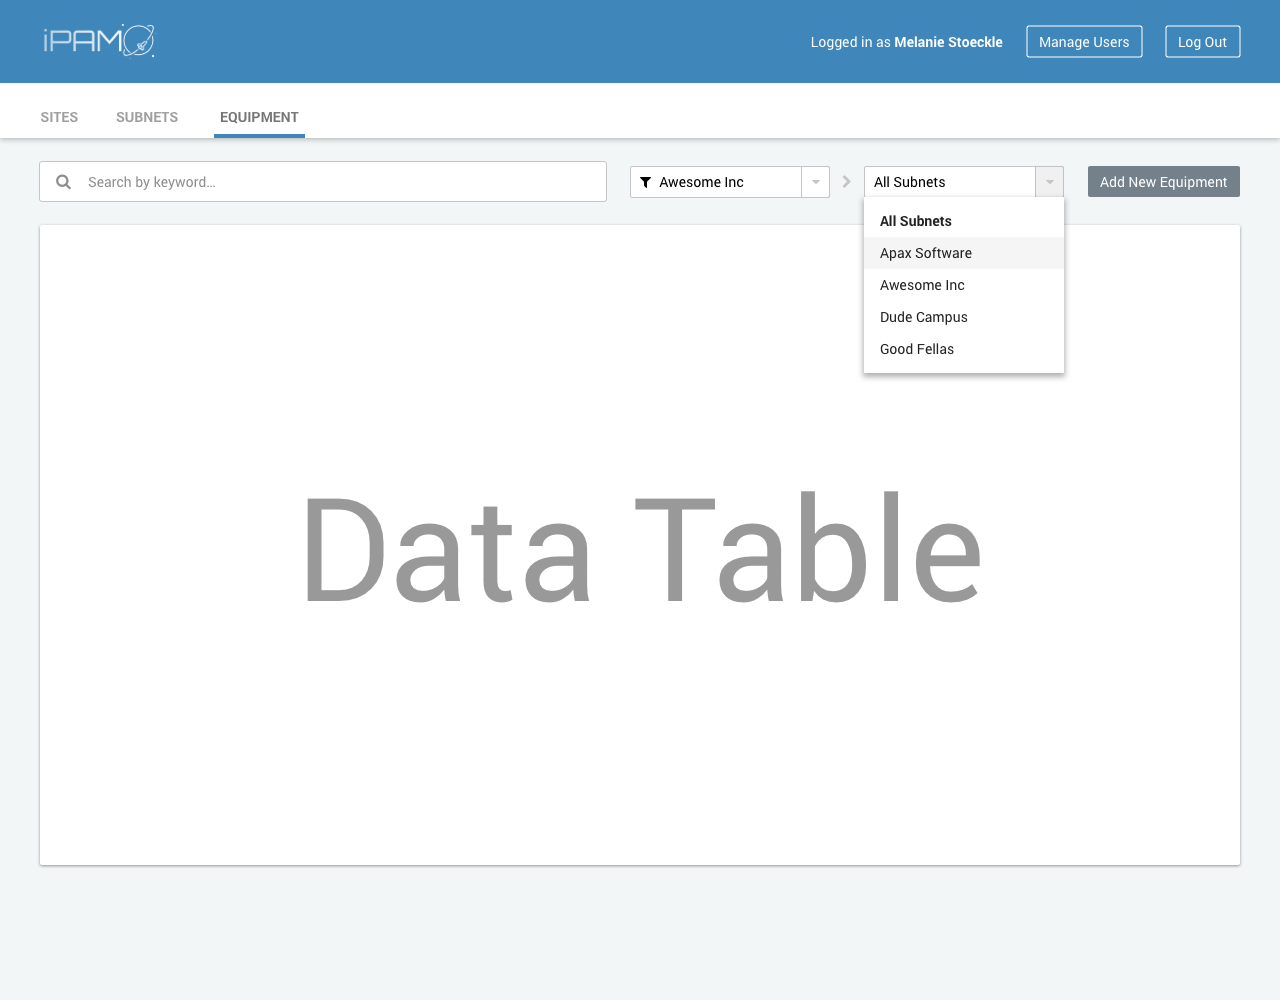 iPAM
Logged in as Melanie Stoeckle
Manage Users
Log Out
SITES
SUBNETS
EQUIPMENT
Search by keyword...
Awesome Inc
All Subnets
Add New Equipment
All Subnets
Apax Software
Awesome Inc
Dude Campus
Good Fellas
Data Table